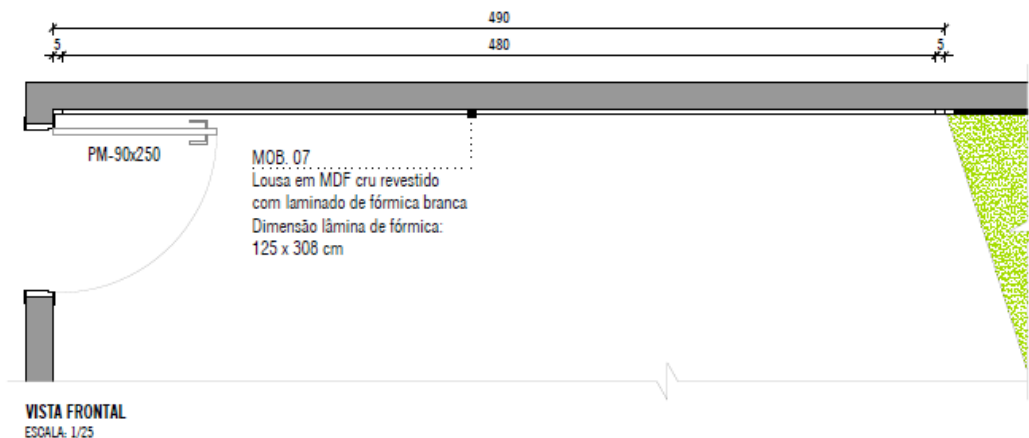 490
5
480
5
PM-90x250
MOB. 07
Lousa em MDF cru revestido
com laminado de fórmica branca
Dimensão lâmina de fórmica:
125 x 308 cm
VISTA FRONTAL
ESCALA: 1/25